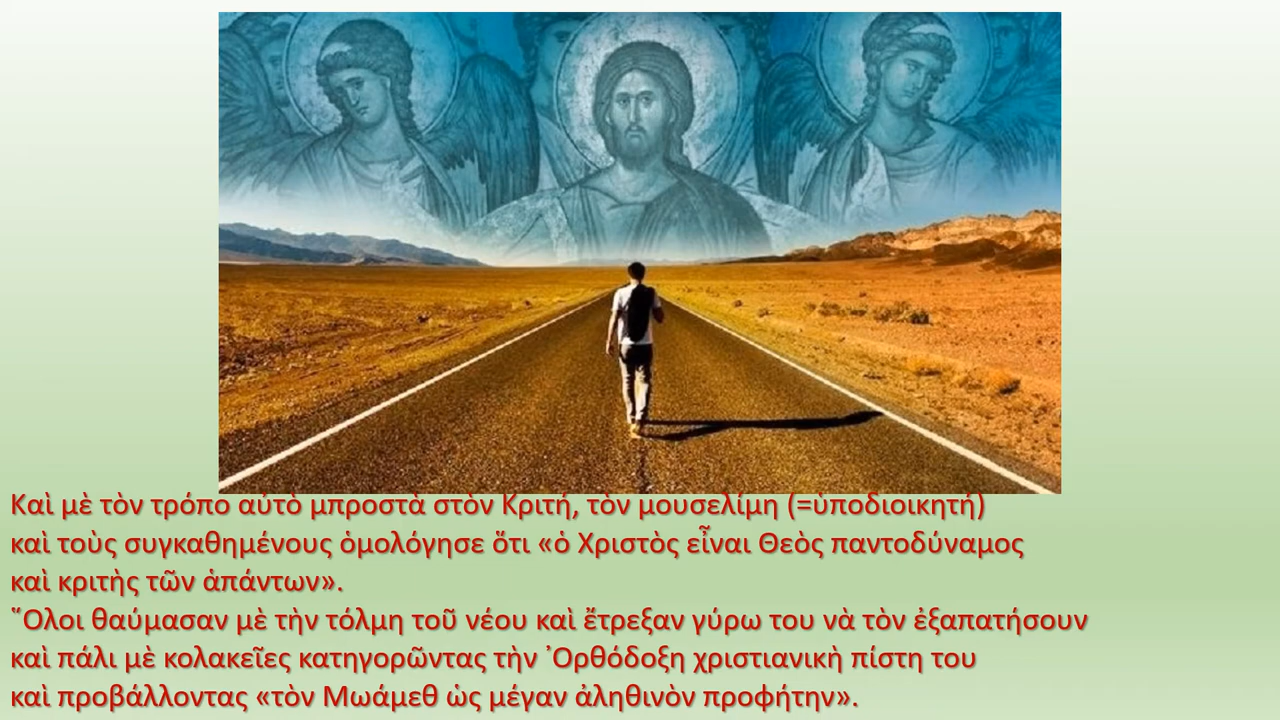 Καὶ μὲ τὸν τρόπο αὐτὸ μπροστὰ στὸν Κριτή, τὸν μουσελίμη (=ὑποδιοικητή)
καὶ τοὺς συγκαθημένους ὁμολόγησε ὅτι «ὁ Χριστὸς εἶναι Θεὸς παντοδύναμος
καὶ κριτὴς τῶν ἁπάντων».
Ὅλοι θαύμασαν μὲ τὴν τόλμη τοῦ νέου καὶ ἔτρεξαν γύρω του νὰ τὸν ἐξαπατήσουν
καὶ πάλι μὲ κολακεῖες κατηγορῶντας τὴν Ὀρθόδοξη χριστιανικὴ πίστη του
καὶ προβάλλοντας «τὸν Μωάμεθ ὡς μέγαν ἀληθινὸν προφήτην».